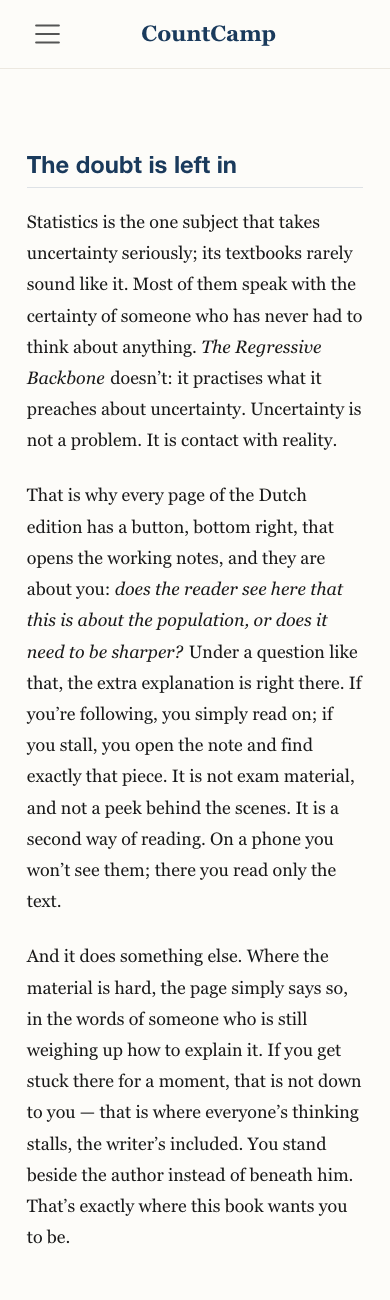 CountCamp
The doubt is left in
Statistics is the one subject that takes
uncertainty seriously; its textbooks rarely
sound like it. Most of them speak with the
certainty of someone who has never had to
think about anything. The Regressive
Backbone doesn’t: it practises what it
preaches about uncertainty. Uncertainty is
not a problem. It is contact with reality.
That is why every page of the Dutch
edition has a button, bottom right, that
opens the working notes, and they are
about you: does the reader see here that
this is about the population, or does it
need to be sharper? Under a question like
that, the extra explanation is right there. If
you’re following, you simply read on; if
you stall, you open the note and find
exactly that piece. It is not exam material,
and not a peek behind the scenes. It is a
second way of reading. On a phone you
won’t see them; there you read only the
text.
And it does something else. Where the
material is hard, the page simply says so,
in the words of someone who is still
weighing up how to explain it. If you get
stuck there for a moment, that is not down
to you — that is where everyone’s thinking
stalls, the writer’s included. You stand
beside the author instead of beneath him.
That’s exactly where this book wants you
to be.